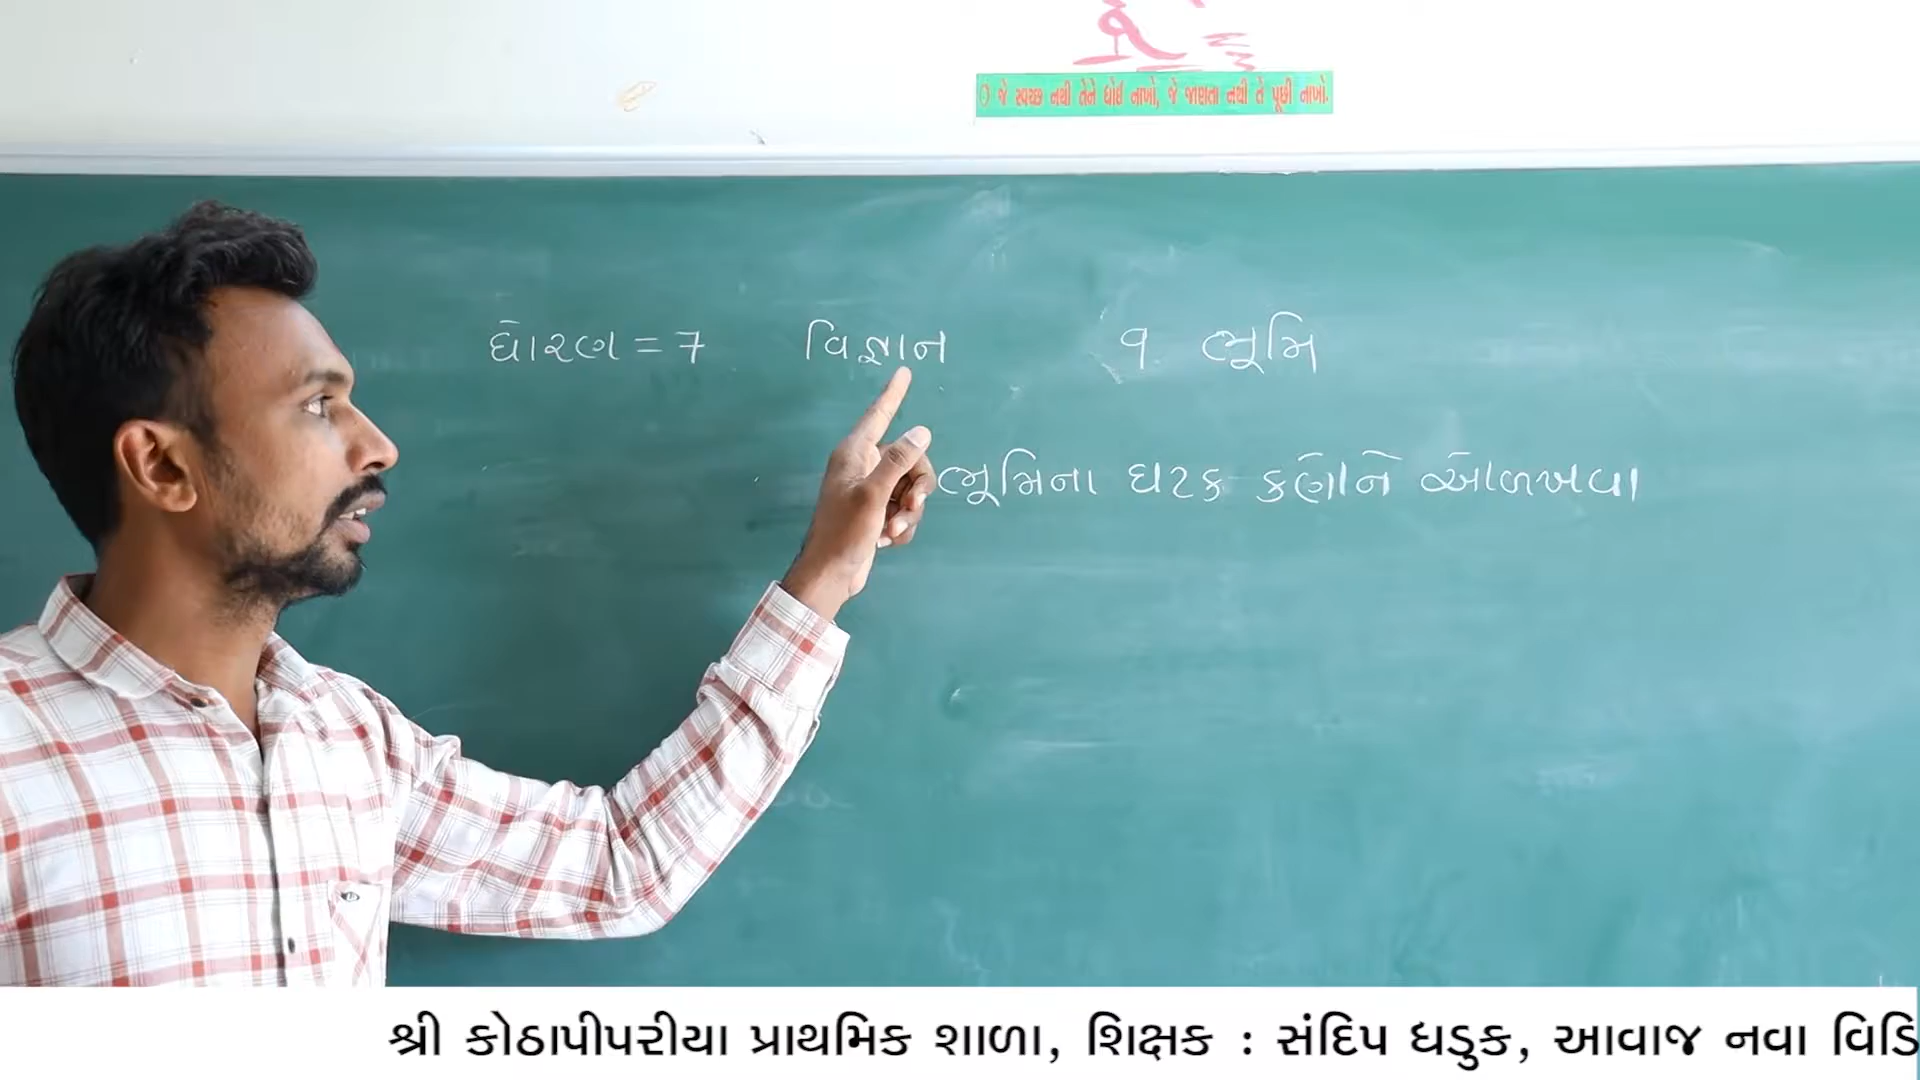 જે સ્વચ્છ નથી તેને ધોઈ નાખો, જે જાણતા નથી તે પૂછી નાખો.
ધોરણ = 7 વિજ્ઞાન ૧ ભૂમિ
ભૂમિના ઘટક કણોને ઓળખવા
શ્રી કોઠાપીપરીયા પ્રાથમિક શાળા, શિક્ષક : સંદિપ ધડુક, આવાજ નવા વિડિ